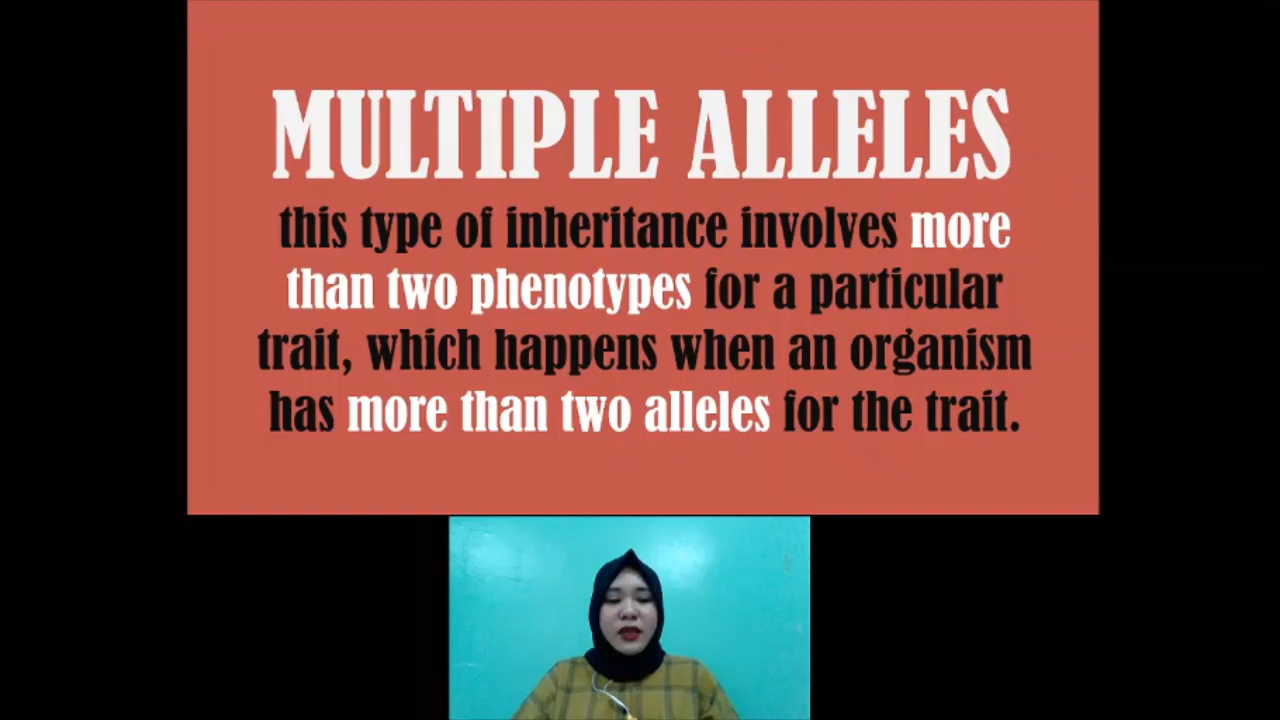 MULTIPLE ALLELES
this type of inheritance involves more
than two phenotypes for a particular
trait, which happens when an organism
has more than two alleles for the trait.